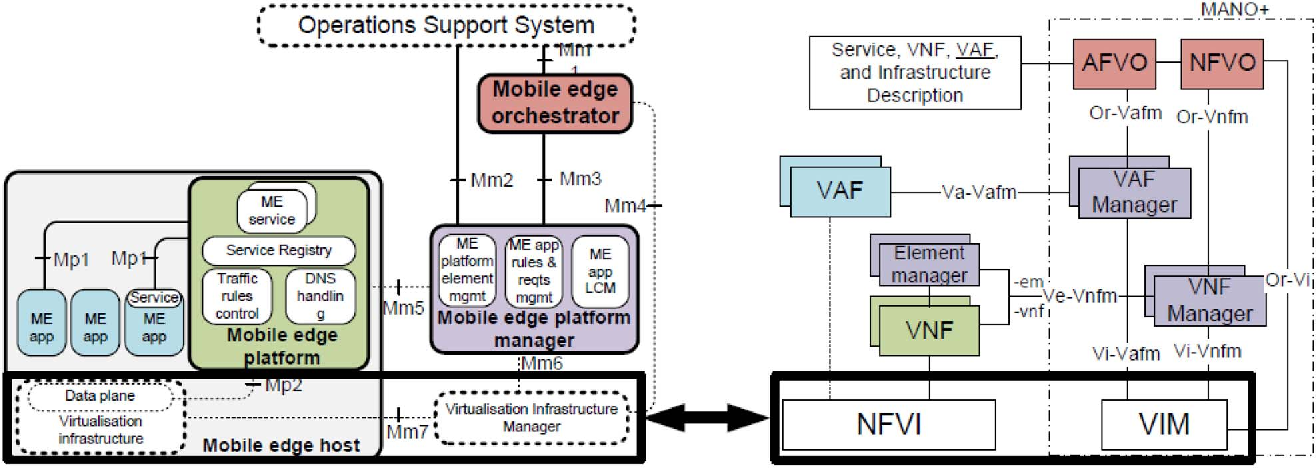 Operations Support System
Mm
1
Mobile edge
orchestrator
Mm2
Mm3
Mm4
ME
service
Service Registry
Traffic
rules
control
DNS
handlin
g
Mobile edge
platform
Mp1
Mp1
ME
app
ME
app
Service
ME
app
Mm5
ME
platform
element
mgmt
ME app
rules &
reqts
mgmt
ME
app
LCM
Mobile edge platform
manager
Mm6
Mp2
Data plane
Virtualisation
infrastructure
Mobile edge host
Mm7
Virtualisation Infrastructure
Manager
MANO+
Service, VNF, VAF,
and Infrastructure
Description
AFVO
NFVO
Or-Vafm
Or-Vnfm
VAF
Va-Vafm
VAF
Manager
Element
manager
-em
-vnf
Ve-Vnfm
VNF
VNF
Manager
Or-Vi
Vi-Vafm
Vi-Vnfm
NFVI
VIM